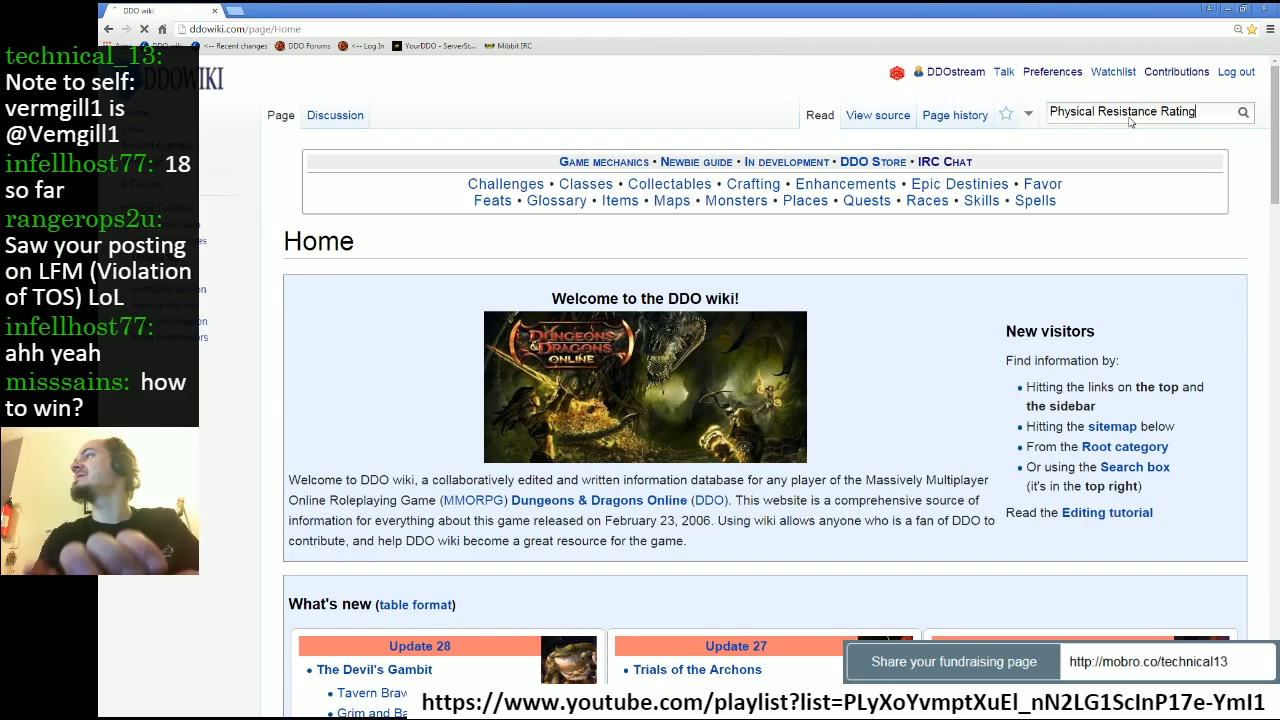 DDO wiki
ddowiki.com/page/Home
<-- Recent changes
DDO Forums
<-- Log In
YourDDO -- ServerSt...
Mibbit IRC
technical_13:
Note to self:
vermgill1 is
@Vemgill1
infellhost77: 18
so far
rangerops2u:
Saw your posting
on LFM (Violation
of TOS) LoL
infellhost77:
ahh yeah
misssains: how
to win?
DDOWIKI
DDOstream Talk Preferences Watchlist Contributions Log out
Page Discussion
Read View source Page history
Physical Resistance Rating
Game mechanics • Newbie guide • In development • DDO Store • IRC Chat
Challenges • Classes • Collectables • Crafting • Enhancements • Epic Destinies • Favor
Feats • Glossary • Items • Maps • Monsters • Places • Quests • Races • Skills • Spells
Home
Welcome to the DDO wiki!
DUNGEONS
& DRAGONS
ONLINE
Welcome to DDO wiki, a collaboratively edited and written information database for any player of the Massively Multiplayer
Online Roleplaying Game (MMORPG) Dungeons & Dragons Online (DDO). This website is a comprehensive source of
information for everything about this game released on February 23, 2006. Using wiki allows anyone who is a fan of DDO to
contribute, and help DDO wiki become a great resource for the game.
New visitors
Find information by:
Hitting the links on the top and
the sidebar
Hitting the sitemap below
From the Root category
Or using the Search box
(it's in the top right)
Read the Editing tutorial
What's new (table format)
Update 28
The Devil's Gambit
Tavern Braw
Grim and Ba
Update 27
Trials of the Archons
Share your fundraising page
http://mobro.co/technical13
https://www.youtube.com/playlist?list=PLyXoYvmptXuEl_nN2LG1ScInP17e-YmI1